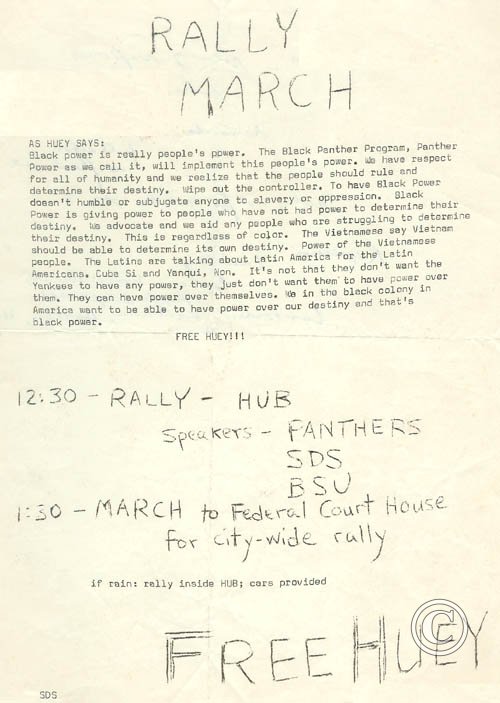 RALLY
MARCH
AS HUEY SAYS:
Black power is really people's power.  The Black Panther Program, Panther
Power as we call it, will implement this people's power. We have respect
for all of humanity and we realize that the people should rule and
determine their destiny.  Wipe out the controller. To have Black Power
doesn't humble or subjugate anyone to slavery or oppression.  Black
Power is giving power to people who have not had power to determine their
destiny.  We advocate and we aid any people who are struggling to determine
their destiny.  This is regardless of color.  The Vietnamese say Vietnam
should be able to determine its own destiny.  Power of the Vietnamese
people.  The Latins are talking about Latin America for the Latin
Americans. Cuba Si and Yanqui, Non.  It's not that they don't want the
Yankees to have any power, they just don't want them to have power over
them. They can have power over themselves. We in the black colony in
America want to be able to have power over our destiny and that's
black power.
FREE HUEY!!!
12:30 - RALLY - HUB
Speakers - PANTHERS
SDS
BSU
1:30 - MARCH to Federal Court House
for city-wide rally
if rain: rally inside HUB; cars provided
FREE HUEY
©
SDS